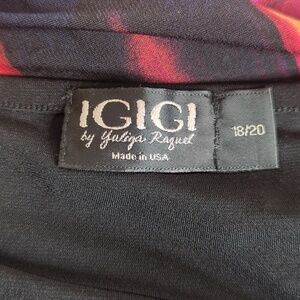 IGIGI
by Yuliya Raquel
Made in USA
18/20